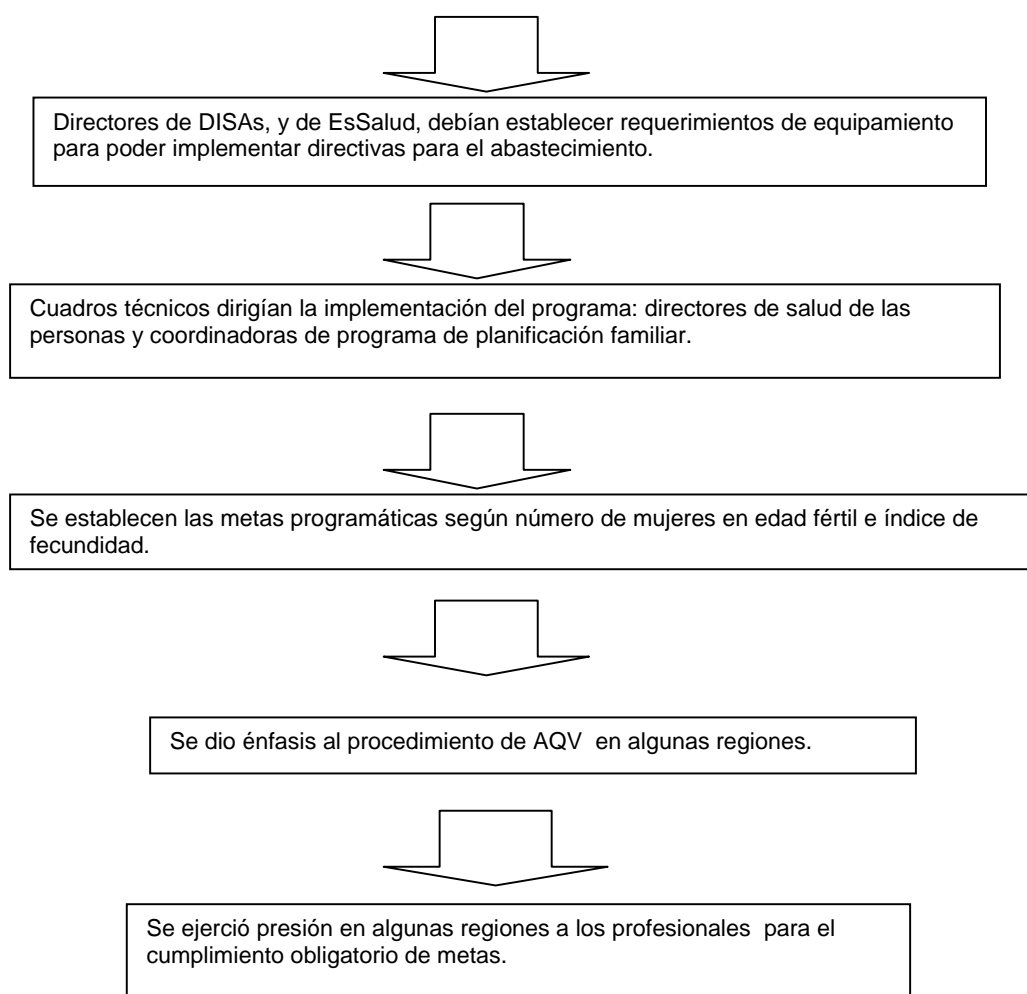 Directores de DISAs, y de EsSalud, debían establecer requerimientos de equipamiento
para poder implementar directivas para el abastecimiento.
Cuadros técnicos dirigían la implementación del programa: directores de salud de las
personas y coordinadoras de programa de planificación familiar.
Se establecen las metas programáticas según número de mujeres en edad fértil e índice de
fecundidad.
Se dio énfasis al procedimiento de AQV en algunas regiones.
Se ejerció presión en algunas regiones a los profesionales para el
cumplimiento obligatorio de metas.